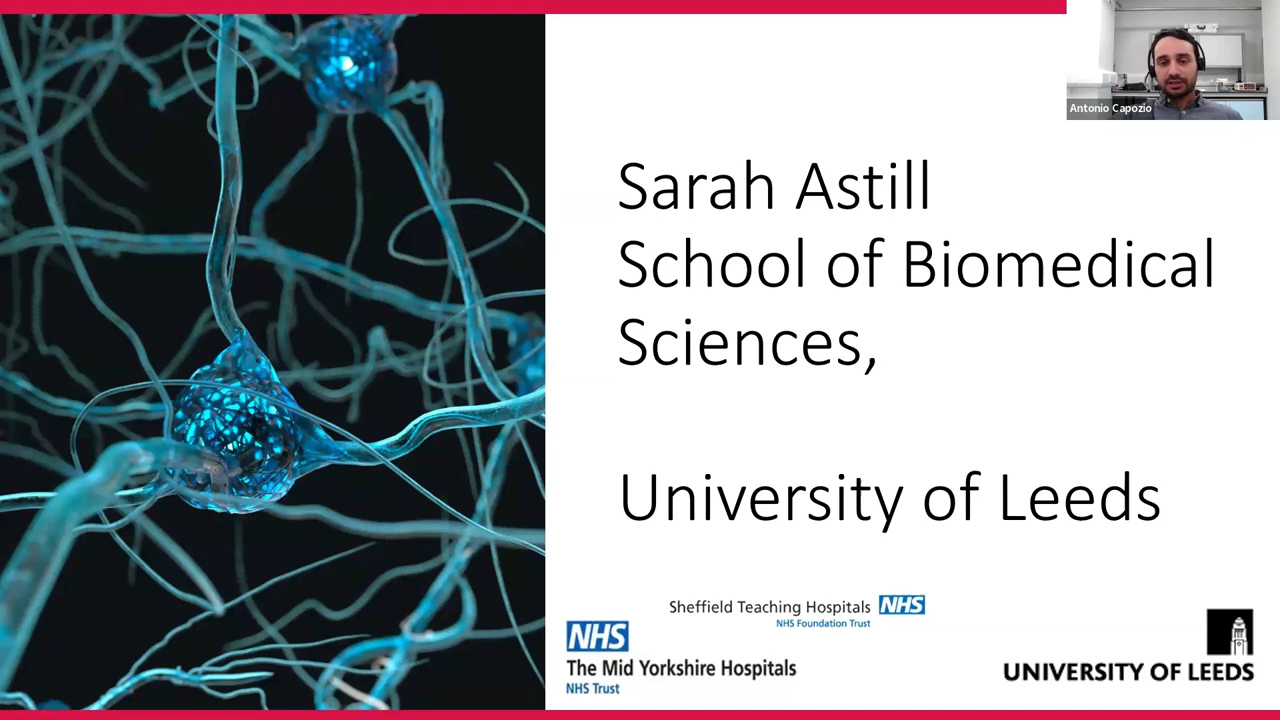 Antonio Capozio
Sarah Astill
School of Biomedical
Sciences,
University of Leeds
Sheffield Teaching Hospitals NHS
NHS Foundation Trust
NHS
The Mid Yorkshire Hospitals
NHS Trust
UNIVERSITY OF LEEDS